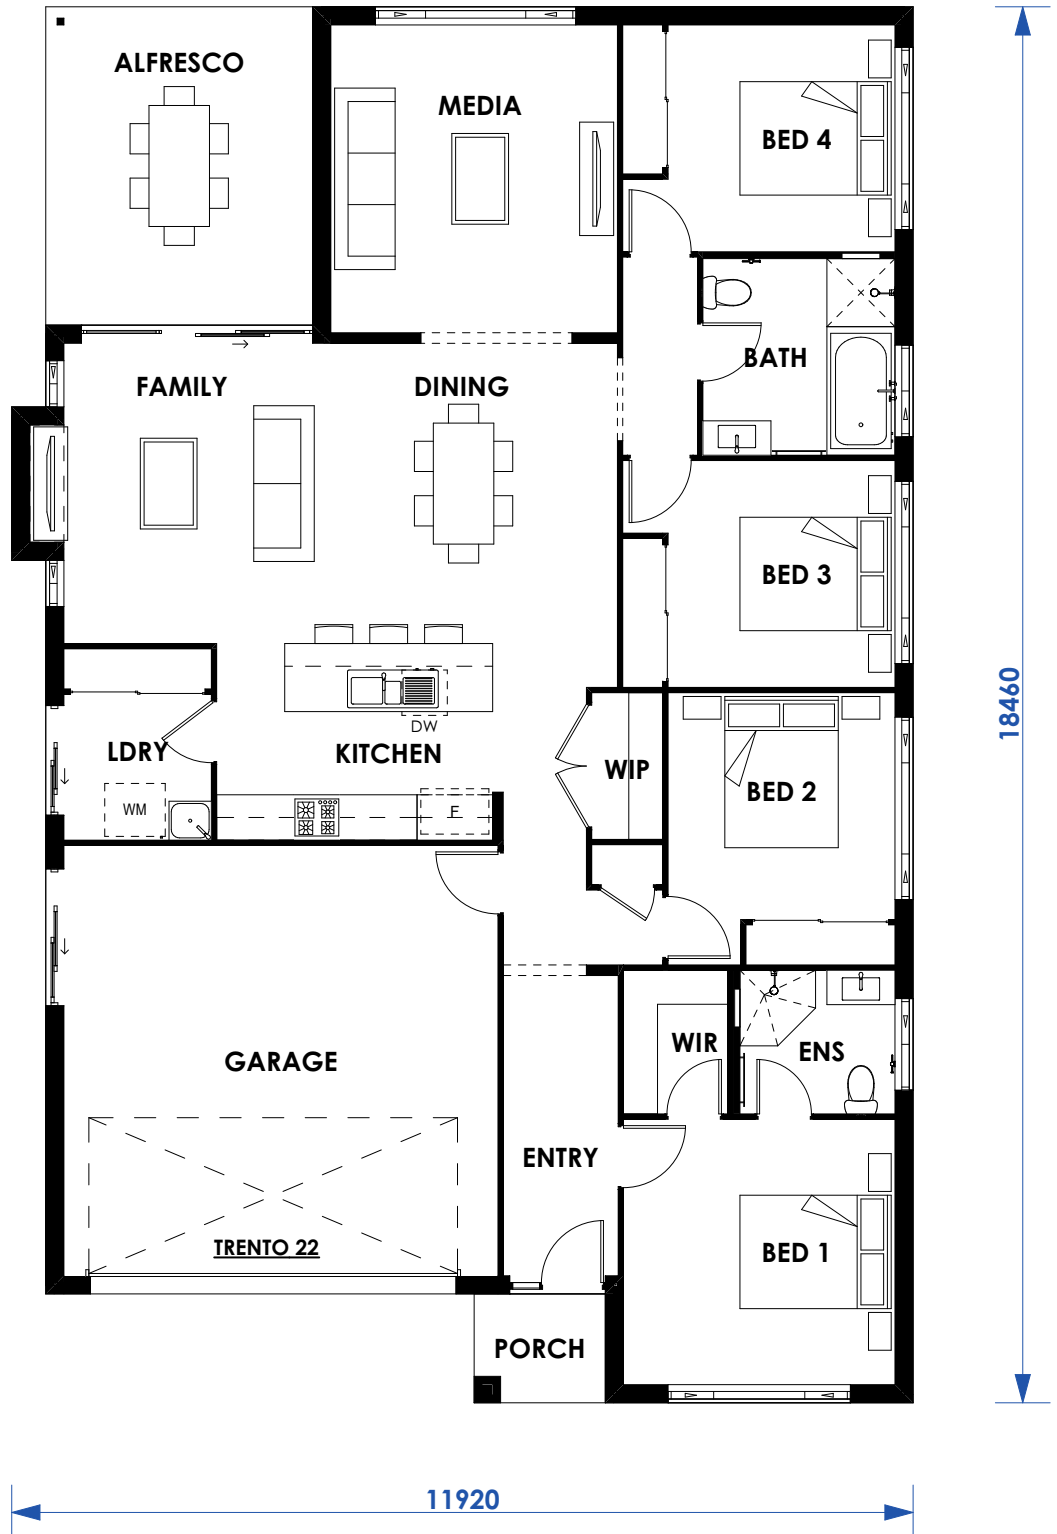 ALFRESCO
MEDIA
BED 4
BATH
FAMILY
DINING
BED 3
18460
DW
LDRY
KITCHEN
WIP
BED 2
WM
F
GARAGE
WIR
ENS
ENTRY
TRENTO 22
BED 1
PORCH
11920